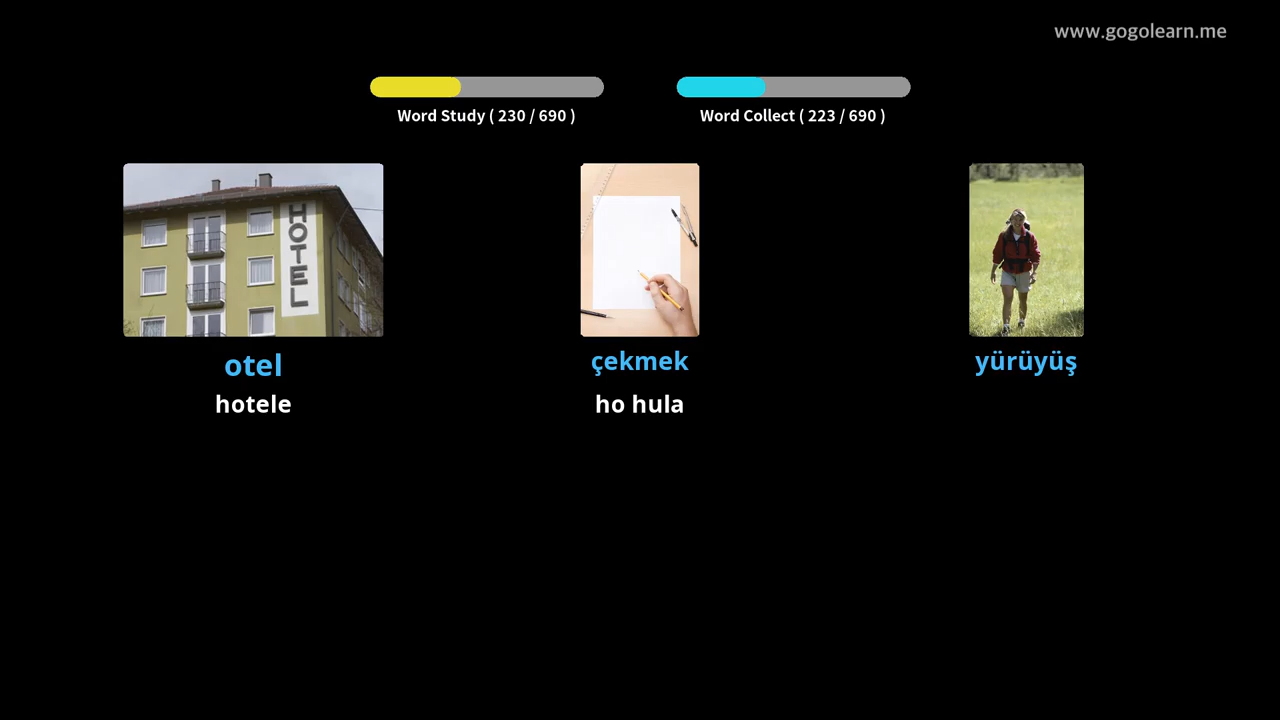 www.gogolearn.me
Word Study ( 230 / 690 )
Word Collect ( 223 / 690 )
HOTEL
otel
çekmek
yürüyüş
hotele
ho hula